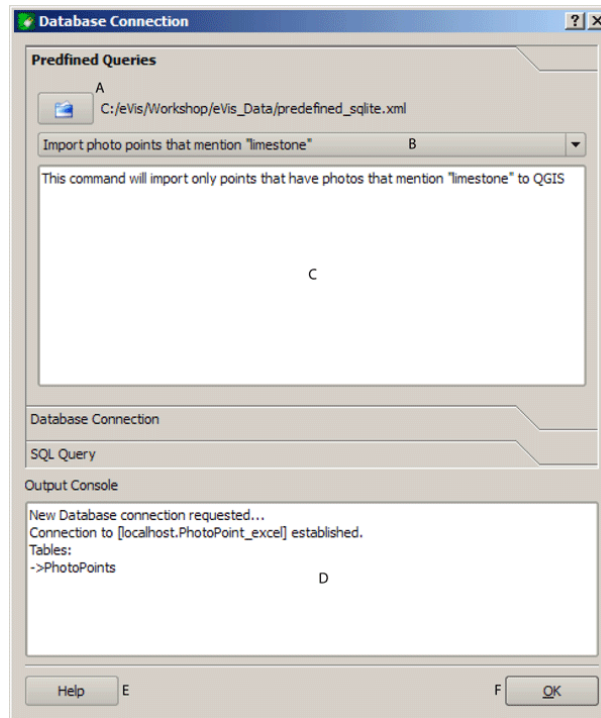 Database Connection
Predfined Queries
A
C:/eVis/Workshop/eVis_Data/predefined_sqlite.xml
Import photo points that mention "limestone" B
This command will import only points that have photos that mention "limestone" to QGIS
C
Database Connection
SQL Query
Output Console
New Database connection requested...
Connection to [localhost.PhotoPoint_excel] established.
Tables:
->PhotoPoints
D
Help E F OK